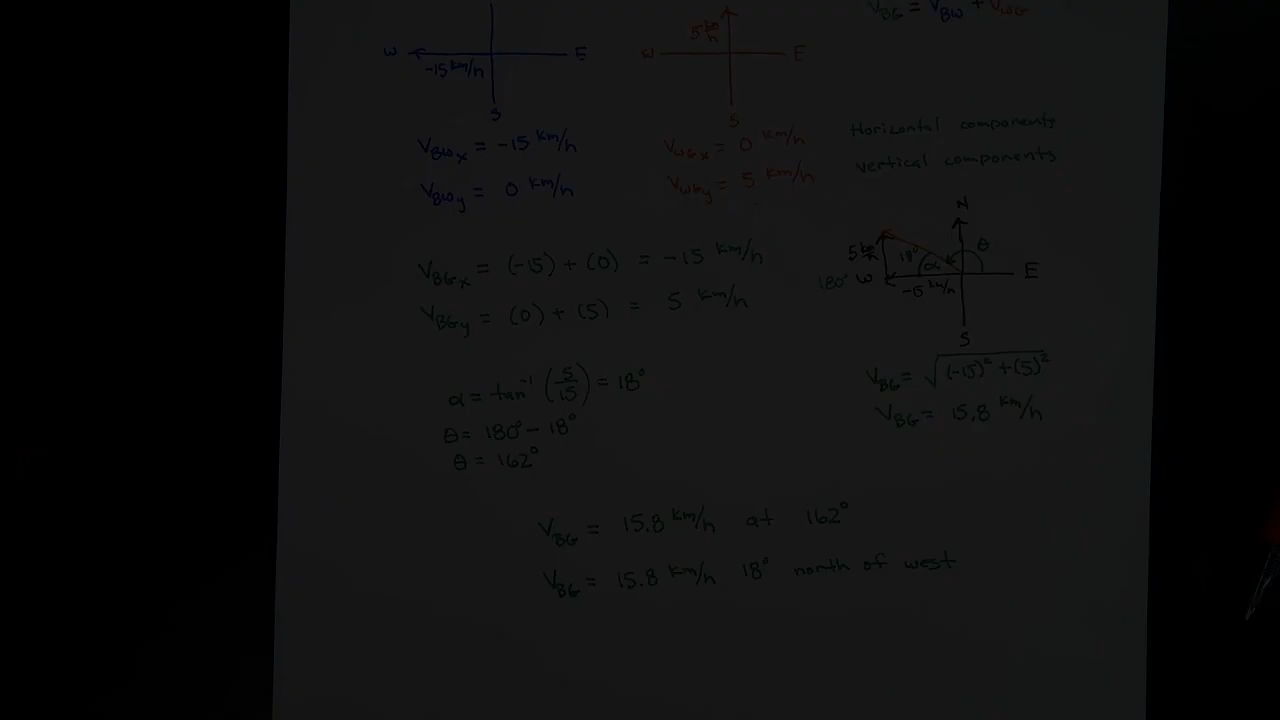 V_BG = V_BW + V_WG
5 km/h
W E
-15 km/h
S
W E
S
V_BWx = -15 km/h
V_BWy = 0 km/h
V_WGx = 0 km/h
V_WGy = 5 km/h
Horizontal components
vertical components
V_BGx = (-15) + (0) = -15 km/h
V_BGy = (0) + (5) = 5 km/h
N
θ
5 km/h 18° α
180° W E
-15 km/h
S
α = tan⁻¹ (5/15) = 18°
θ = 180° - 18°
θ = 162°
V_BG = √((-15)² + (5)²)
V_BG = 15.8 km/h
V_BG = 15.8 km/h at 162°
V_BG = 15.8 km/h 18° north of west